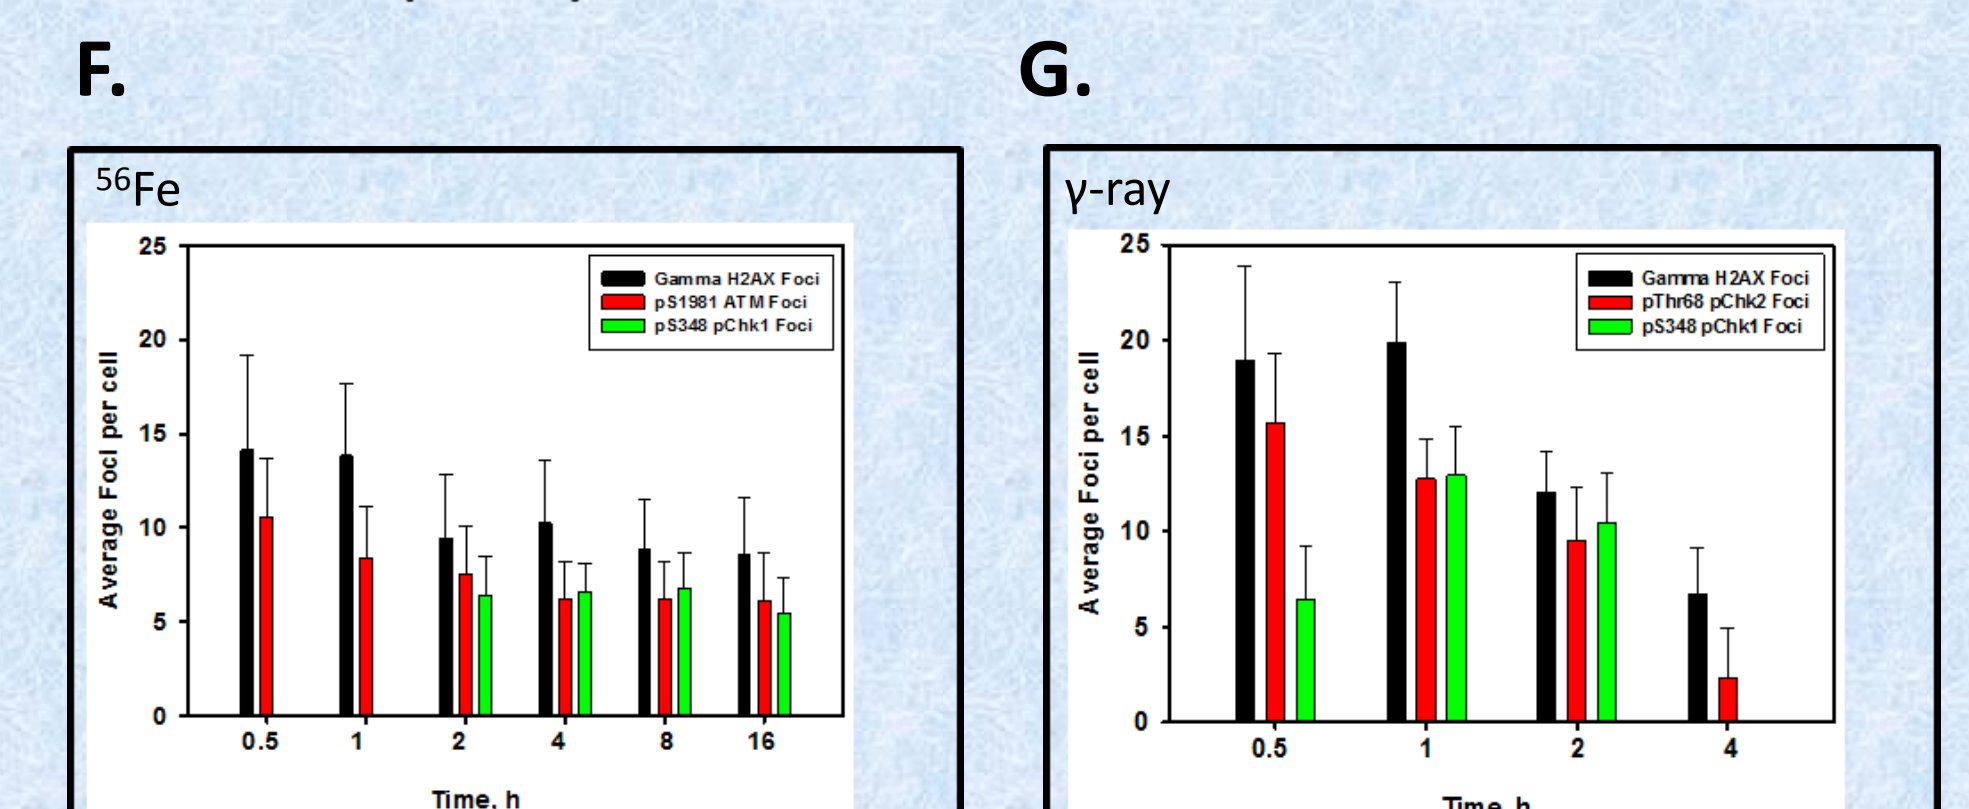 F.
G.
⁵⁶Fe
25
20
15
10
5
0
Average Foci per cell
Gamma H2AX Foci
pS1981 ATM Foci
pS348 pChk1 Foci
0.5 1 2 4 8 16
Time, h
γ-ray
25
20
15
10
5
0
Average Foci per cell
Gamma H2AX Foci
pThr68 pChk2 Foci
pS348 pChk1 Foci
0.5 1 2 4
Time, h